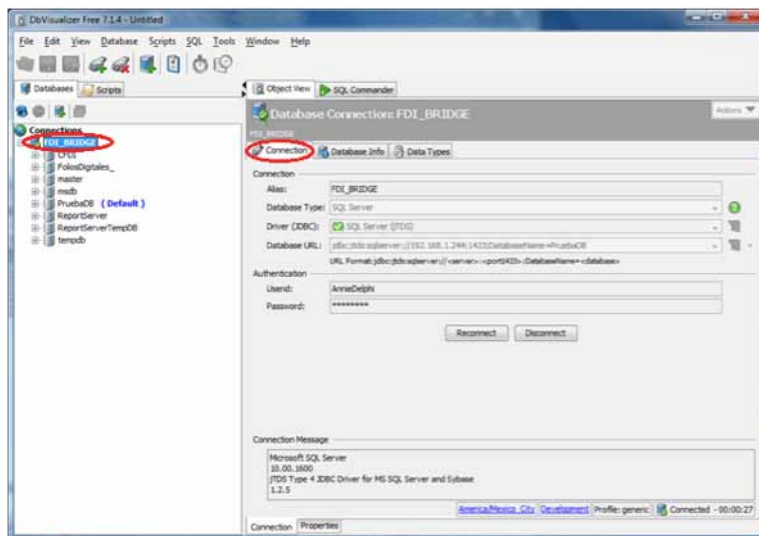 DbVisualizer Free 7.1.4 - Untitled
File Edit View Database Scripts SQL Tools Window Help
Databases Scripts
Object View SQL Commander
Database Connection: FDI_BRIDGE
Actions
FDI_BRIDGE
Connections
FDI_BRIDGE
CFDI
FoliosDigitales_
master
msdb
PruebaDB (Default)
ReportServer
ReportServerTempDB
tempdb
Connection Database Info Data Types
Connection
Alias: FDI_BRIDGE
Database Type: SQL Server
Driver (JDBC): SQL Server (jTDS)
Database URL: jdbc:jtds:sqlserver://192.168.1.244:1433;DatabaseName=PruebaDB
URL Format: jdbc:jtds:sqlserver://<server>:<port1433>;DatabaseName=<database>
Authentication
Userid: AnnieDelphi
Password: ********
Reconnect Disconnect
Connection Message
Microsoft SQL Server
10.00.1600
jTDS Type 4 JDBC Driver for MS SQL Server and Sybase
1.2.5
America/Mexico_City Development Profile: generic Connected - 00:00:27
Connection Properties